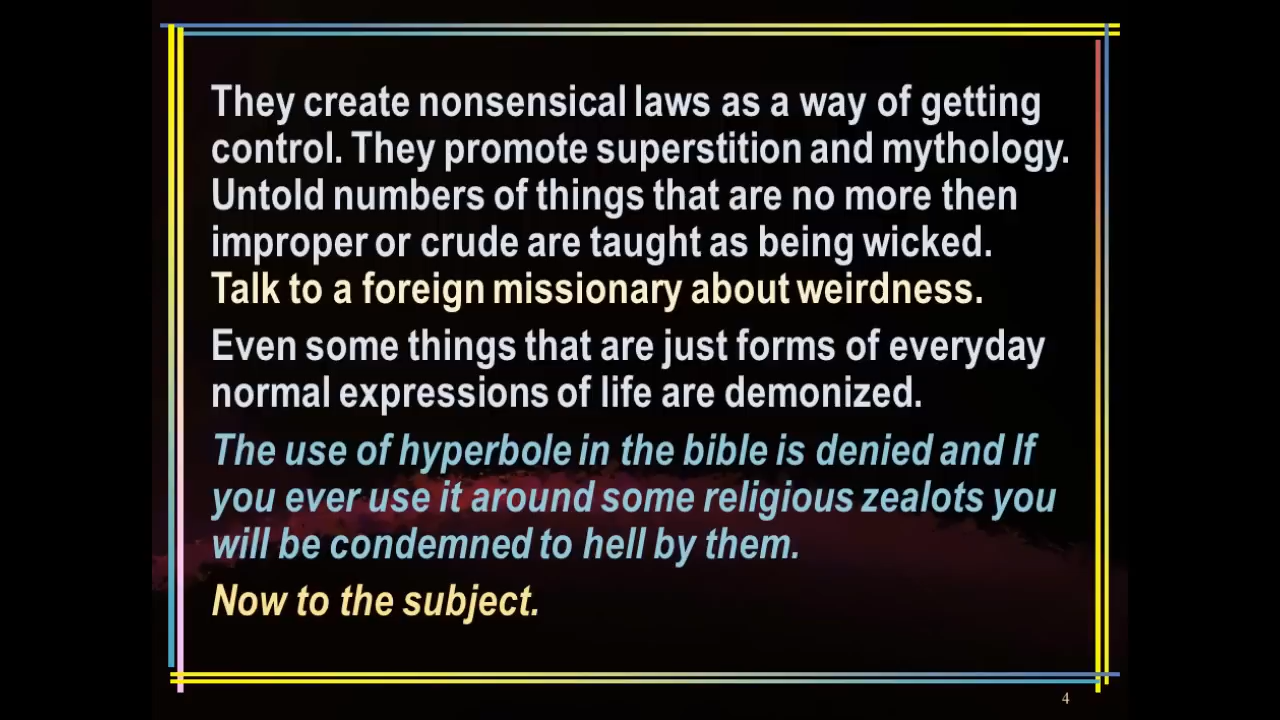 They create nonsensical laws as a way of getting
control. They promote superstition and mythology.
Untold numbers of things that are no more then
improper or crude are taught as being wicked.
Talk to a foreign missionary about weirdness.
Even some things that are just forms of everyday
normal expressions of life are demonized.
The use of hyperbole in the bible is denied and If
you ever use it around some religious zealots you
will be condemned to hell by them.
Now to the subject.
4